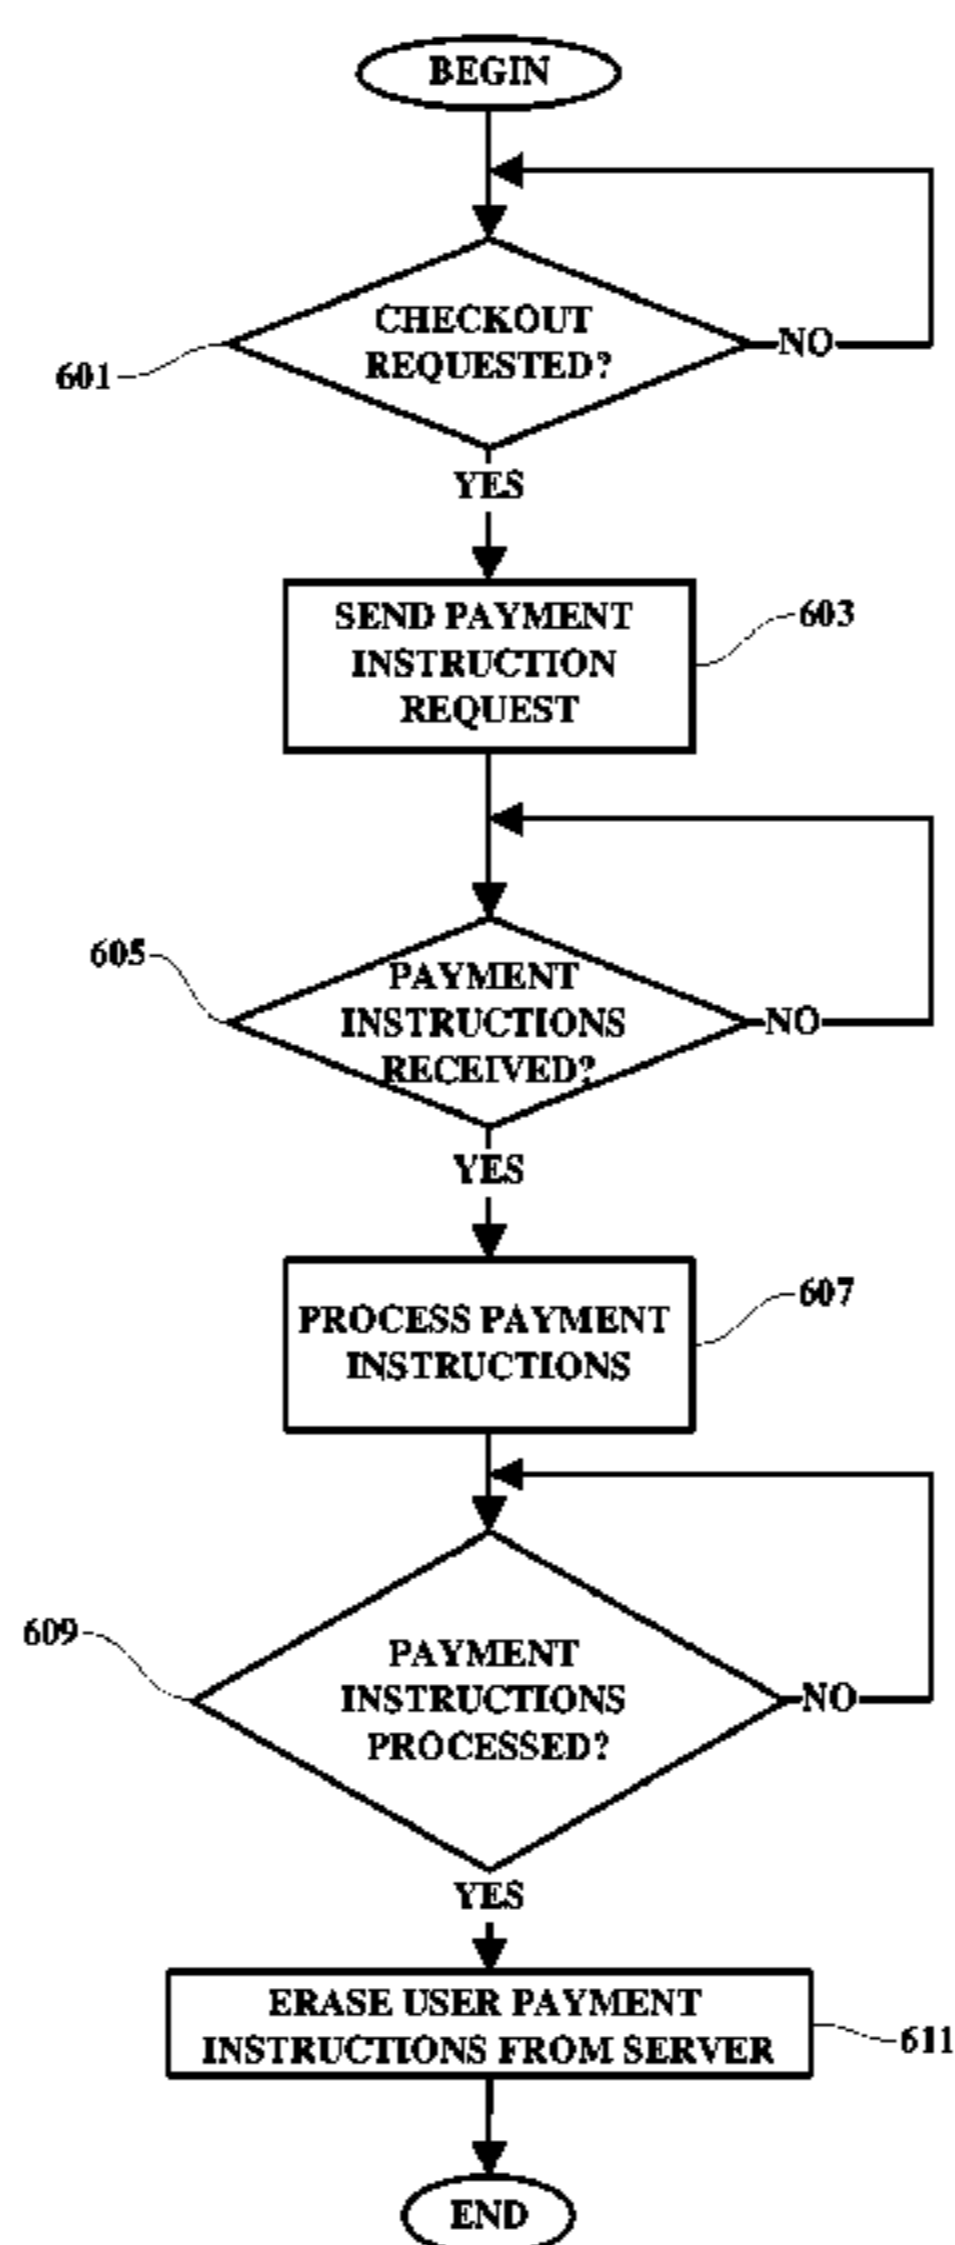 BEGIN
CHECKOUT
REQUESTED?
NO
601
YES
SEND PAYMENT
INSTRUCTION
REQUEST
603
605
PAYMENT
INSTRUCTIONS
RECEIVED?
NO
YES
PROCESS PAYMENT
INSTRUCTIONS
607
609
PAYMENT
INSTRUCTIONS
PROCESSED?
NO
YES
ERASE USER PAYMENT
INSTRUCTIONS FROM SERVER
611
END